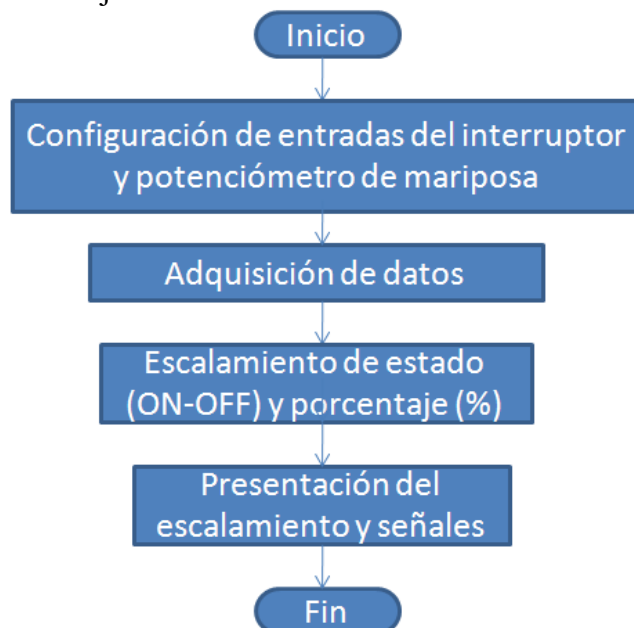 Inicio
Configuración de entradas del interruptor
y potenciómetro de mariposa
Adquisición de datos
Escalamiento de estado
(ON-OFF) y porcentaje (%)
Presentación del
escalamiento y señales
Fin